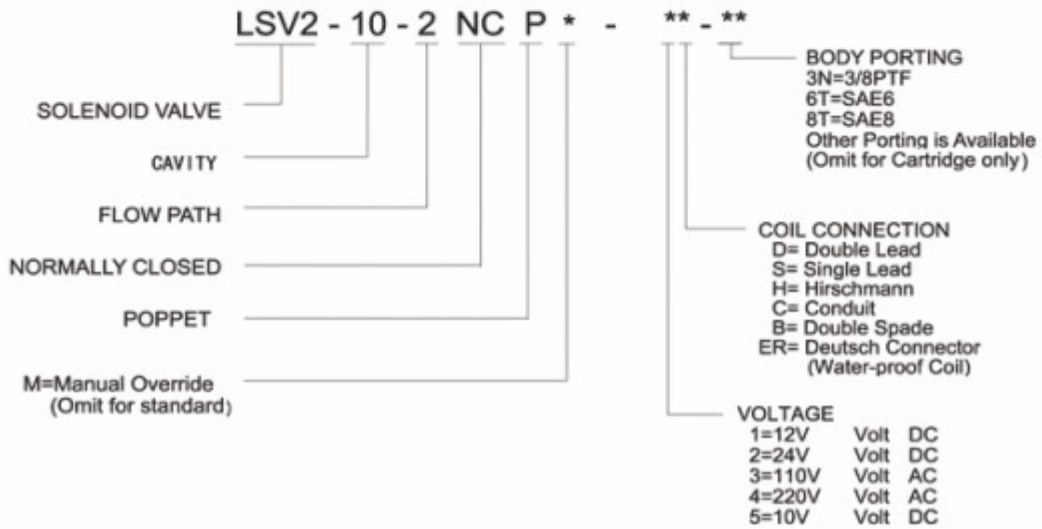 LSV2 - 10 - 2 NC P * - ** - **
BODY PORTING
3N=3/8PTF
6T=SAE6
8T=SAE8
Other Porting is Available
(Omit for Cartridge only)
SOLENOID VALVE
CAVITY
FLOW PATH
NORMALLY CLOSED
POPPET
M=Manual Override
(Omit for standard)
COIL CONNECTION
D= Double Lead
S= Single Lead
H= Hirschmann
C= Conduit
B= Double Spade
ER= Deutsch Connector
(Water-proof Coil)
VOLTAGE
1=12V Volt DC
2=24V Volt DC
3=110V Volt AC
4=220V Volt AC
5=10V Volt DC